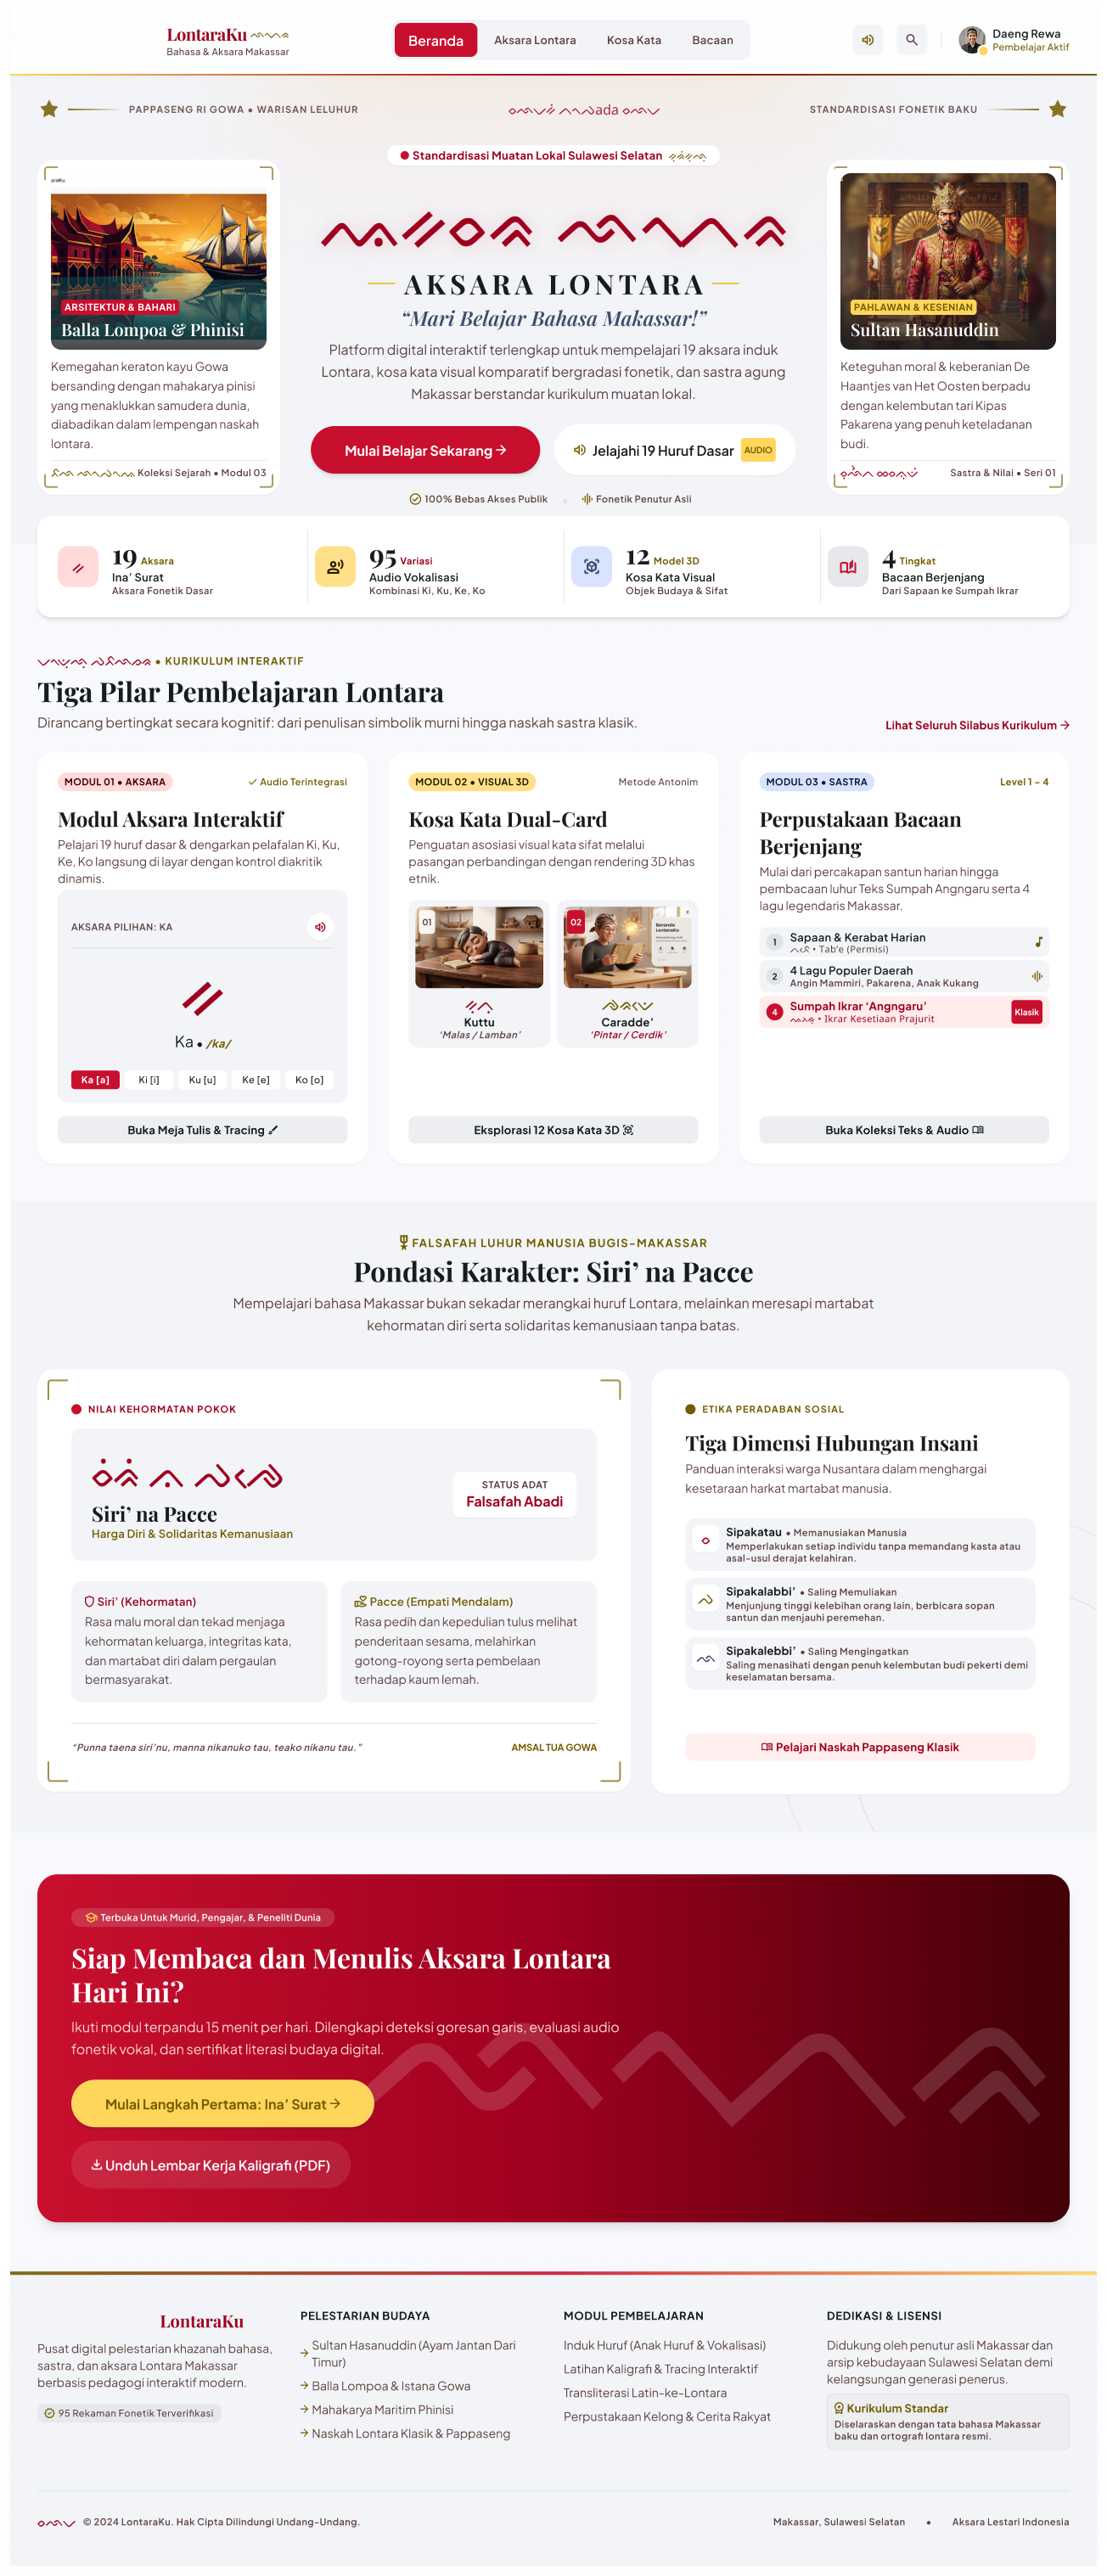 LontaraKu
Bahasa & Aksara Makassar
Beranda
Aksara Lontara
Kosa Kata
Bacaan
Daeng Rewa
Pembelajar Aktif
PAPPASENG RI GOWA • WARISAN LELUHUR
STANDARDISASI FONETIK BAKU
Standardisasi Muatan Lokal Sulawesi Selatan
ARSITEKTUR & BAHARI
Balla Lompoa & Phinisi
Kemegahan keraton kayu Gowa
bersanding dengan mahakarya pinisi
yang menaklukkan samudera dunia,
diabadikan dalam lempengan naskah
lontara.
Koleksi Sejarah • Modul 03
AKSARA LONTARA
“Mari Belajar Bahasa Makassar!”
Platform digital interaktif terlengkap untuk mempelajari 19 aksara induk
Lontara, kosa kata visual komparatif bergradasi fonetik, dan sastra agung
Makassar berstandar kurikulum muatan lokal.
Mulai Belajar Sekarang →
Jelajahi 19 Huruf Dasar AUDIO
100% Bebas Akses Publik
Fonetik Penutur Asli
PAHLAWAN & KESENIAN
Sultan Hasanuddin
Keteguhan moral & keberanian De
Haantjes van Het Oosten berpadu
dengan kelembutan tari Kipas
Pakarena yang penuh keteladanan
budi.
Sastra & Nilai • Seri 01
19 Aksara
Ina’ Surat
Aksara Fonetik Dasar
95 Variasi
Audio Vokalisasi
Kombinasi Ki, Ku, Ke, Ko
12 Model 3D
Kosa Kata Visual
Objek Budaya & Sifat
4 Tingkat
Bacaan Berjenjang
Dari Sapaan ke Sumpah Ikrar
• KURIKULUM INTERAKTIF
Tiga Pilar Pembelajaran Lontara
Dirancang bertingkat secara kognitif: dari penulisan simbolik murni hingga naskah sastra klasik.
Lihat Seluruh Silabus Kurikulum →
MODUL 01 • AKSARA
Audio Terintegrasi
Modul Aksara Interaktif
Pelajari 19 huruf dasar & dengarkan pelafalan Ki, Ku,
Ke, Ko langsung di layar dengan kontrol diakritik
dinamis.
AKSARA PILIHAN: KA
ᨀ
Ka • /ka/
Ka [a]
Ki [i]
Ku [u]
Ke [e]
Ko [o]
Buka Meja Tulis & Tracing
MODUL 02 • VISUAL 3D
Metode Antonim
Kosa Kata Dual-Card
Penguatan asosiasi visual kata sifat melalui
pasangan perbandingan dengan rendering 3D khas
etnik.
01
Kuttu
‘Malas / Lamban’
02
Caradde’
‘Pintar / Cerdik’
Eksplorasi 12 Kosa Kata 3D
MODUL 03 • SASTRA
Level 1 – 4
Perpustakaan Bacaan
Berjenjang
Mulai dari percakapan santun harian hingga
pembacaan luhur Teks Sumpah Angngaru serta 4
lagu legendaris Makassar.
1
Sapaan & Kerabat Harian
• Tab’e (Permisi)
2
4 Lagu Populer Daerah
Angin Mammiri, Pakarena, Anak Kukang
4
Sumpah Ikrar ‘Angngaru’
• Ikrar Kesetiaan Prajurit
Klasik
Buka Koleksi Teks & Audio
FALSAFAH LUHUR MANUSIA BUGIS-MAKASSAR
Pondasi Karakter: Siri’ na Pacce
Mempelajari bahasa Makassar bukan sekadar merangkai huruf Lontara, melainkan meresapi martabat
kehormatan diri serta solidaritas kemanusiaan tanpa batas.
NILAI KEHORMATAN POKOK
Siri’ na Pacce
Harga Diri & Solidaritas Kemanusiaan
STATUS ADAT
Falsafah Abadi
Siri’ (Kehormatan)
Rasa malu moral dan tekad menjaga
kehormatan keluarga, integritas kata,
dan martabat diri dalam pergaulan
bermasyarakat.
Pacce (Empati Mendalam)
Rasa pedih dan kepedulian tulus melihat
penderitaan sesama, melahirkan
gotong-royong serta pembelaan
terhadap kaum lemah.
“Punna taena siri’nu, manna nikanuko tau, teako nikanu tau.”
AMSAL TUA GOWA
ETIKA PERADABAN SOSIAL
Tiga Dimensi Hubungan Insani
Panduan interaksi warga Nusantara dalam menghargai
kesetaraan harkat martabat manusia.
Sipakatau • Memanusiakan Manusia
Memperlakukan setiap individu tanpa memandang kasta atau
asal-usul derajat kelahiran.
Sipakalabbi’ • Saling Memuliakan
Menjunjung tinggi kelebihan orang lain, berbicara sopan
santun dan menjauhi peremehan.
Sipakalebbi’ • Saling Mengingatkan
Saling menasihati dengan penuh kelembutan budi pekerti demi
keselamatan bersama.
Pelajari Naskah Pappaseng Klasik
Terbuka Untuk Murid, Pengajar, & Peneliti Dunia
Siap Membaca dan Menulis Aksara Lontara
Hari Ini?
Ikuti modul terpandu 15 menit per hari. Dilengkapi deteksi goresan garis, evaluasi audio
fonetik vokal, dan sertifikat literasi budaya digital.
Mulai Langkah Pertama: Ina’ Surat →
Unduh Lembar Kerja Kaligrafi (PDF)
LontaraKu
Pusat digital pelestarian khazanah bahasa,
sastra, dan aksara Lontara Makassar
berbasis pedagogi interaktif modern.
95 Rekaman Fonetik Terverifikasi
PELESTARIAN BUDAYA
→ Sultan Hasanuddin (Ayam Jantan Dari
Timur)
→ Balla Lompoa & Istana Gowa
→ Mahakarya Maritim Phinisi
→ Naskah Lontara Klasik & Pappaseng
MODUL PEMBELAJARAN
Induk Huruf (Anak Huruf & Vokalisasi)
Latihan Kaligrafi & Tracing Interaktif
Transliterasi Latin-ke-Lontara
Perpustakaan Kelong & Cerita Rakyat
DEDIKASI & LISENSI
Didukung oleh penutur asli Makassar dan
arsip kebudayaan Sulawesi Selatan demi
kelangsungan generasi penerus.
Kurikulum Standar
Diselaraskan dengan tata bahasa Makassar
baku dan ortografi lontara resmi.
© 2024 LontaraKu. Hak Cipta Dilindungi Undang-Undang.
Makassar, Sulawesi Selatan • Aksara Lestari Indonesia